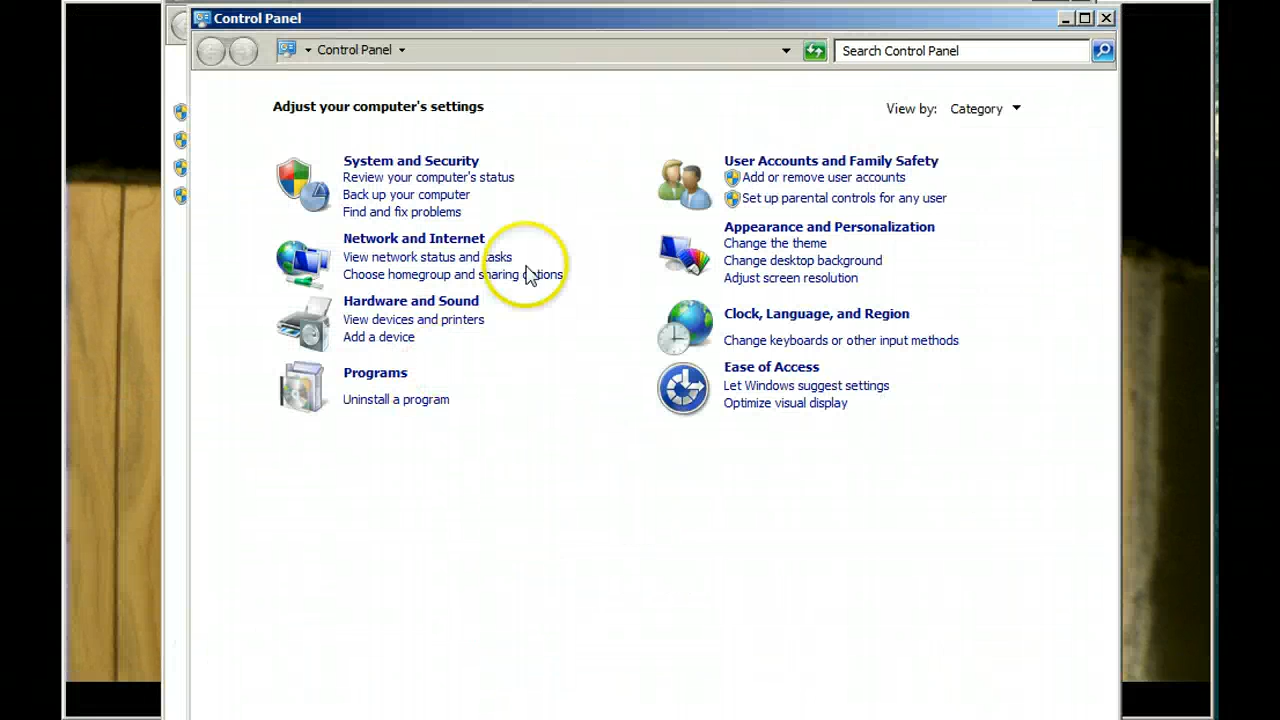 Control Panel
Control Panel
Search Control Panel
Adjust your computer's settings
View by: Category
System and Security
Review your computer's status
Back up your computer
Find and fix problems
Network and Internet
View network status and tasks
Choose homegroup and sharing options
Hardware and Sound
View devices and printers
Add a device
Programs
Uninstall a program
User Accounts and Family Safety
Add or remove user accounts
Set up parental controls for any user
Appearance and Personalization
Change the theme
Change desktop background
Adjust screen resolution
Clock, Language, and Region
Change keyboards or other input methods
Ease of Access
Let Windows suggest settings
Optimize visual display